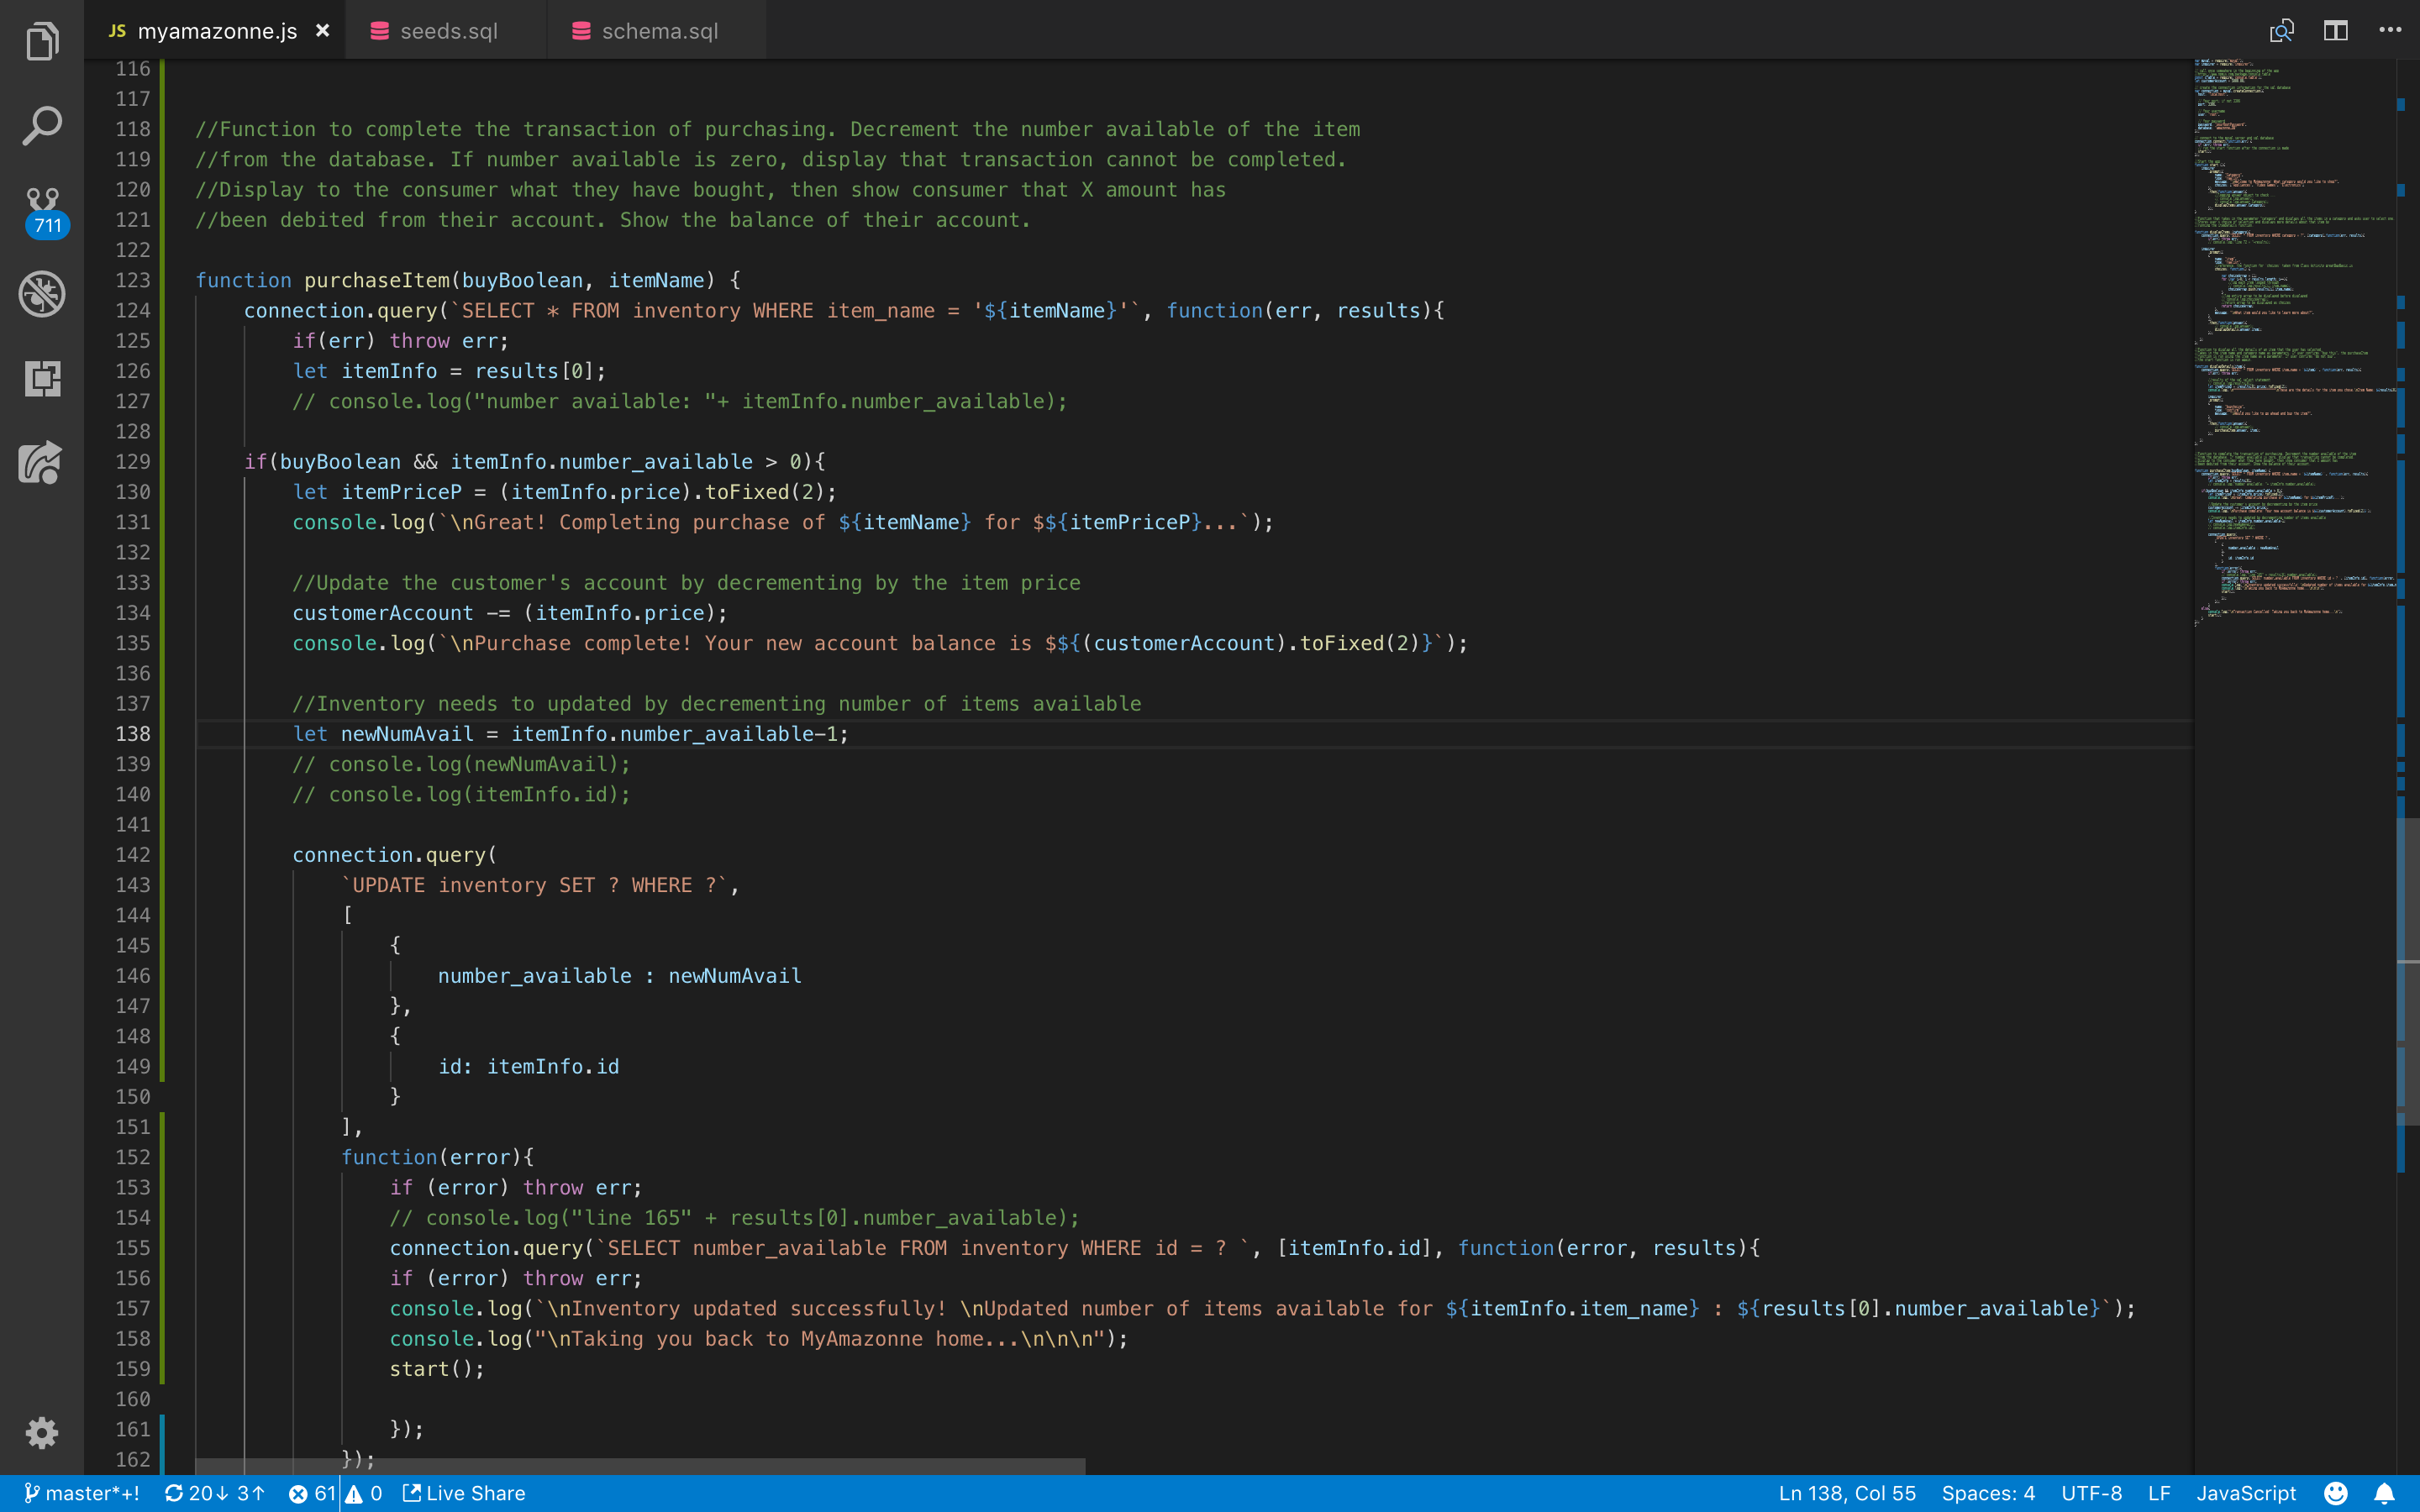 JS myamazonne.js × seeds.sql schema.sql
711
116
117
118 //Function to complete the transaction of purchasing. Decrement the number available of the item
119 //from the database. If number available is zero, display that transaction cannot be completed.
120 //Display to the consumer what they have bought, then show consumer that X amount has
121 //been debited from their account. Show the balance of their account.
122
123 function purchaseItem(buyBoolean, itemName) {
124     connection.query(`SELECT * FROM inventory WHERE item_name = '${itemName}'`, function(err, results){
125         if(err) throw err;
126         let itemInfo = results[0];
127         // console.log("number available: "+ itemInfo.number_available);
128
129     if(buyBoolean && itemInfo.number_available > 0){
130         let itemPriceP = (itemInfo.price).toFixed(2);
131         console.log(`\nGreat! Completing purchase of ${itemName} for $${itemPriceP}...`);
132
133         //Update the customer's account by decrementing by the item price
134         customerAccount -= (itemInfo.price);
135         console.log(`\nPurchase complete! Your new account balance is $${(customerAccount).toFixed(2)}`);
136
137         //Inventory needs to updated by decrementing number of items available
138         let newNumAvail = itemInfo.number_available-1;
139         // console.log(newNumAvail);
140         // console.log(itemInfo.id);
141
142         connection.query(
143             `UPDATE inventory SET ? WHERE ?`,
144             [
145                 {
146                     number_available : newNumAvail
147                 },
148                 {
149                     id: itemInfo.id
150                 }
151             ],
152             function(error){
153                 if (error) throw err;
154                 // console.log("line 165" + results[0].number_available);
155                 connection.query(`SELECT number_available FROM inventory WHERE id = ? `, [itemInfo.id], function(error, results){
156                 if (error) throw err;
157                 console.log(`\nInventory updated successfully! \nUpdated number of items available for ${itemInfo.item_name} : ${results[0].number_available}`);
158                 console.log("\nTaking you back to MyAmazonne home...\n\n\n");
159                 start();
160
161                 });
162             });
master*+! 20↓ 3↑ 61 0 Live Share Ln 138, Col 55 Spaces: 4 UTF-8 LF JavaScript